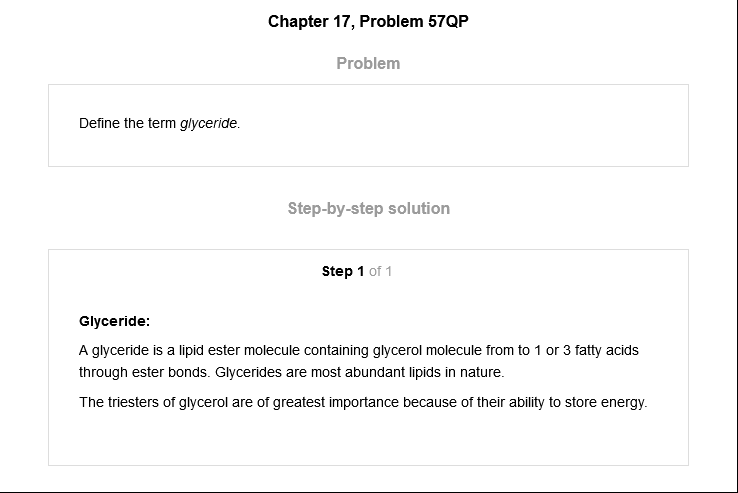 Chapter 17, Problem 57QP
Problem
Define the term glyceride.
Step-by-step solution
Step 1 of 1
Glyceride:
A glyceride is a lipid ester molecule containing glycerol molecule from to 1 or 3 fatty acids
through ester bonds. Glycerides are most abundant lipids in nature.
The triesters of glycerol are of greatest importance because of their ability to store energy.